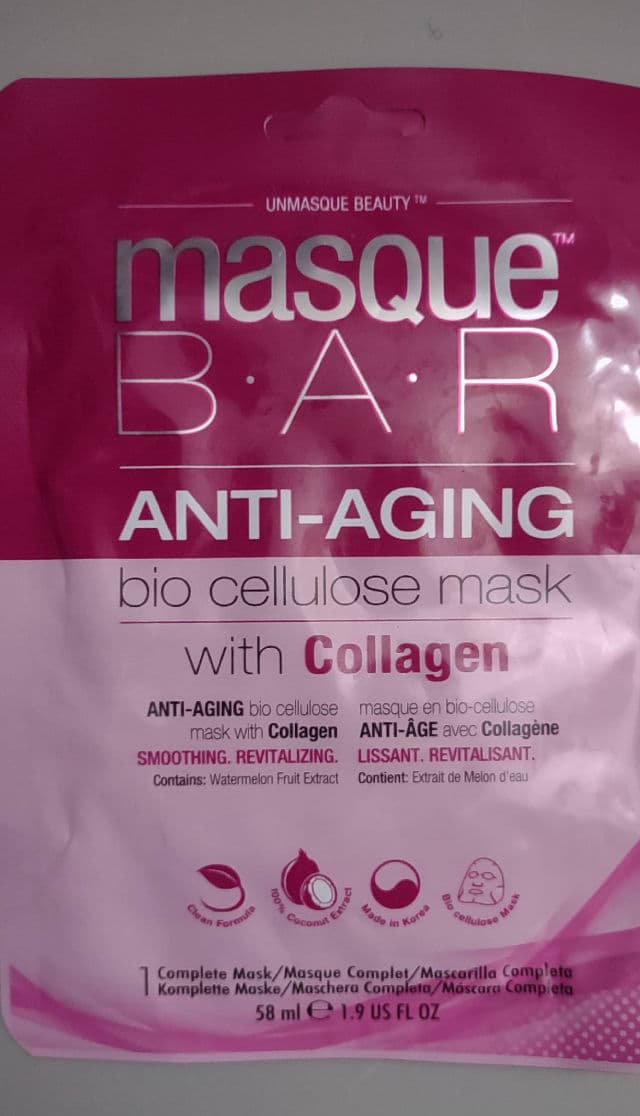 UNMASQUE BEAUTY™
masque™
B·A·R
ANTI-AGING
bio cellulose mask
with Collagen
ANTI-AGING bio cellulose
mask with Collagen
SMOOTHING. REVITALIZING.
Contains: Watermelon Fruit Extract
masque en bio-cellulose
ANTI-ÂGE avec Collagène
LISSANT. REVITALISANT.
Contient: Extrait de Melon d'eau
Clean Formula
100% Coconut Extract
Made in Korea
Bio cellulose Mask
1 Complete Mask/Masque Complet/Mascarilla Completa
Komplette Maske/Maschera Completa/Máscara Completa
58 ml ℮ 1.9 US FL OZ